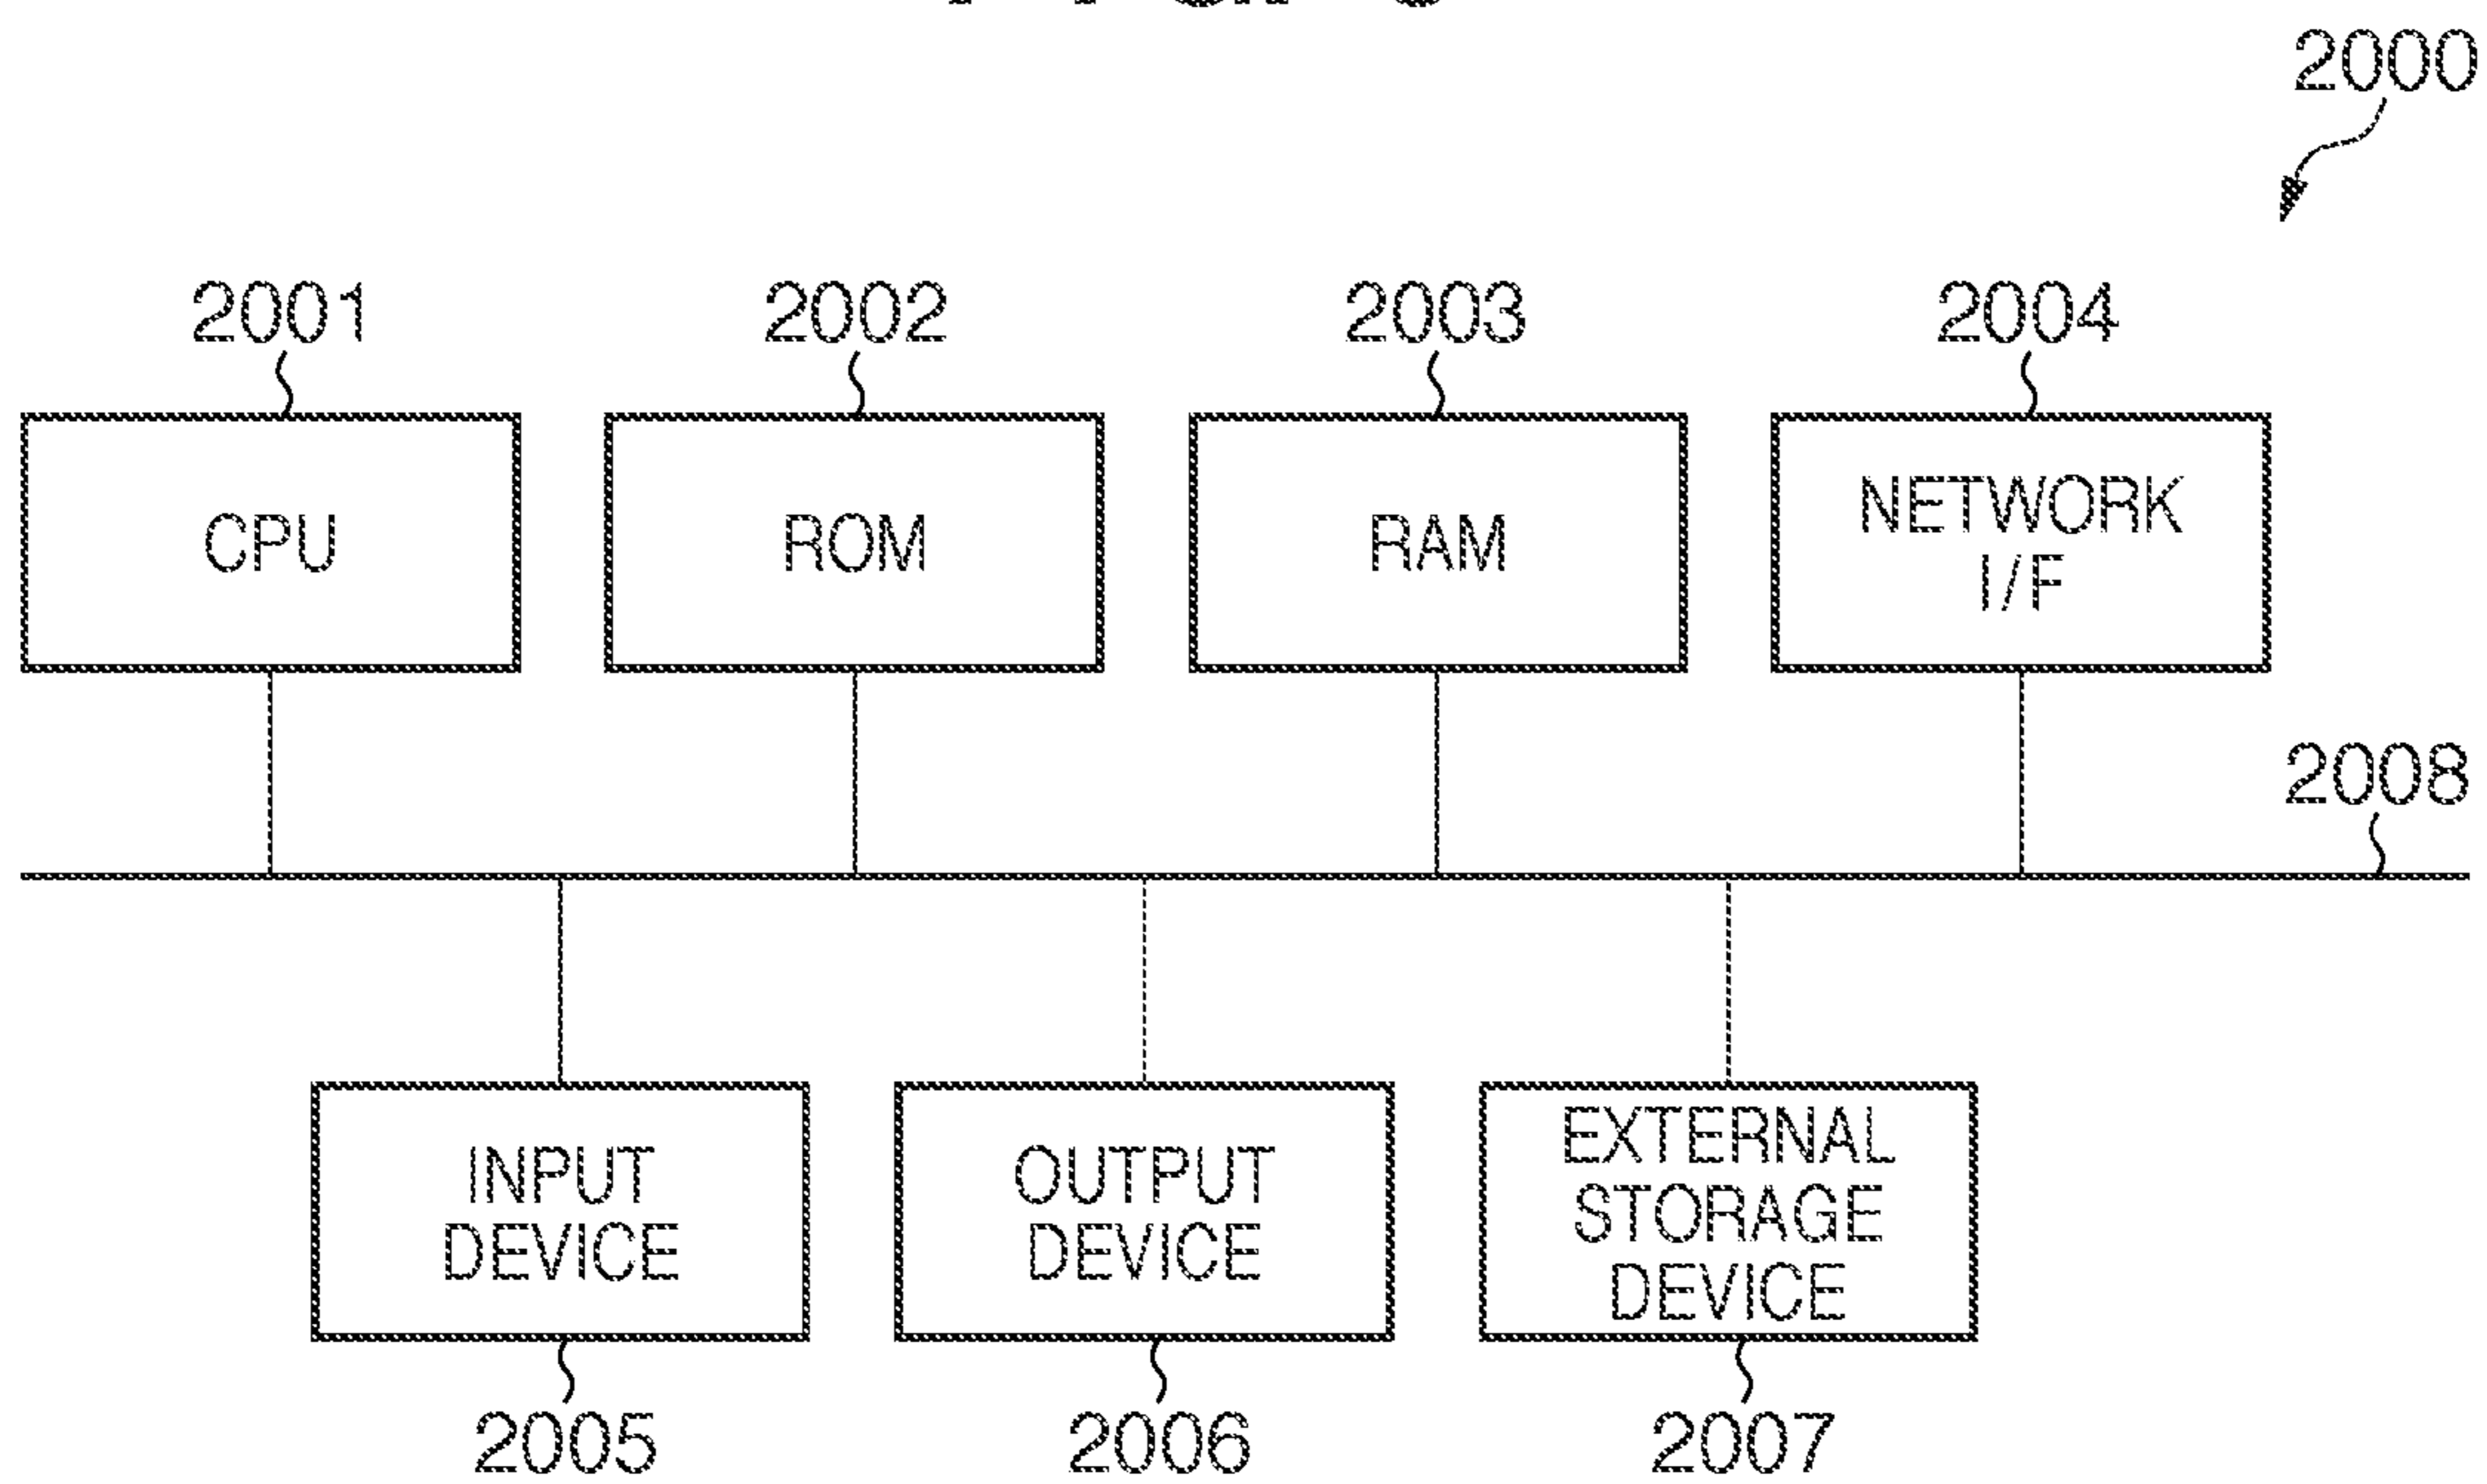 2000
2001
2002
2003
2004
CPU
ROM
RAM
NETWORK
I/F
2008
INPUT
DEVICE
OUTPUT
DEVICE
EXTERNAL
STORAGE
DEVICE
2005
2006
2007